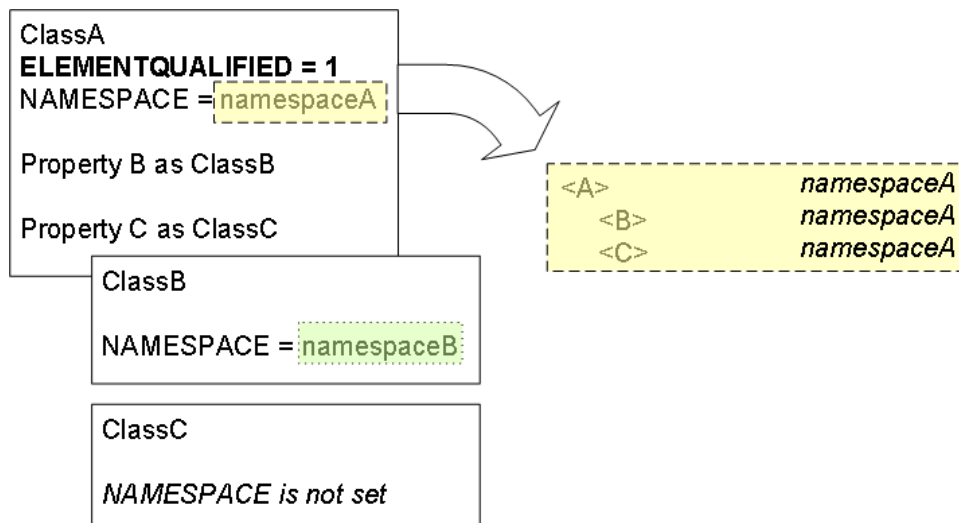 ClassA
ELEMENTQUALIFIED = 1
NAMESPACE = namespaceA
Property B as ClassB
Property C as ClassC
<A> namespaceA
<B> namespaceA
<C> namespaceA
ClassB
NAMESPACE = namespaceB
ClassC
NAMESPACE is not set